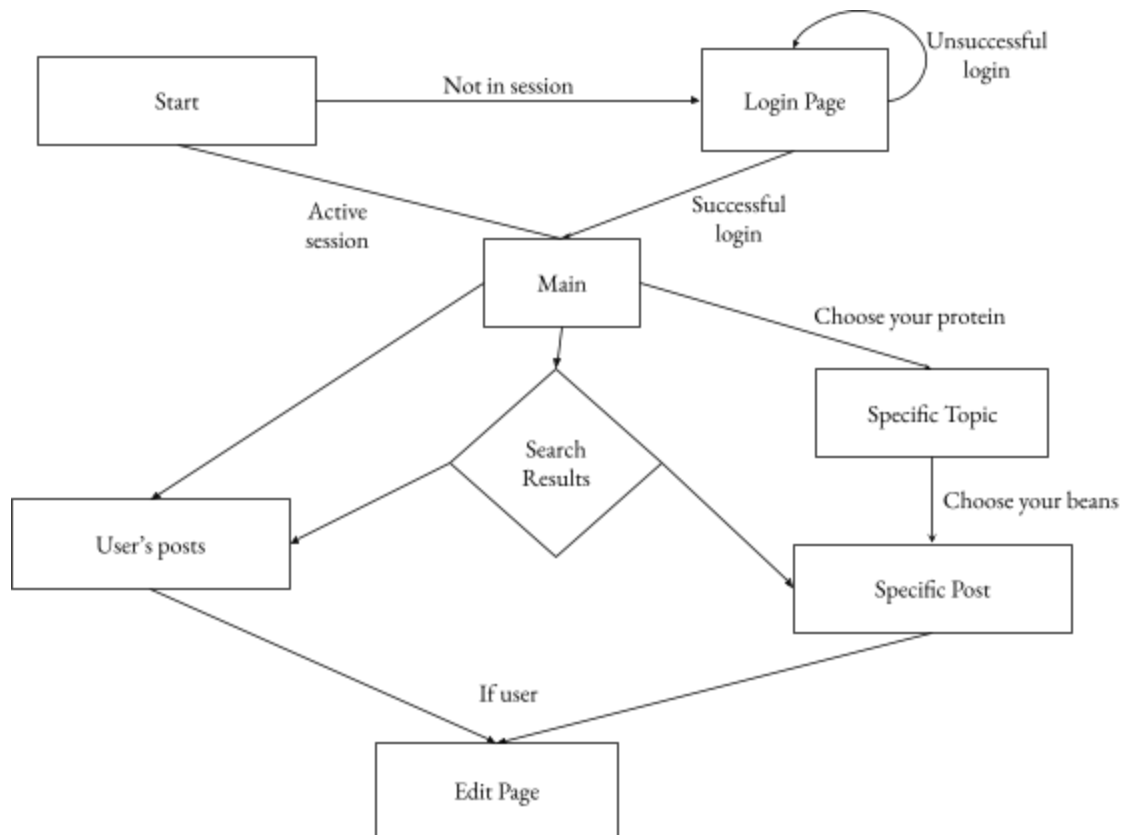 Unsuccessful
login
Start
Not in session
Login Page
Active
session
Successful
login
Main
Choose your protein
Specific Topic
Search
Results
Choose your beans
User’s posts
Specific Post
If user
Edit Page